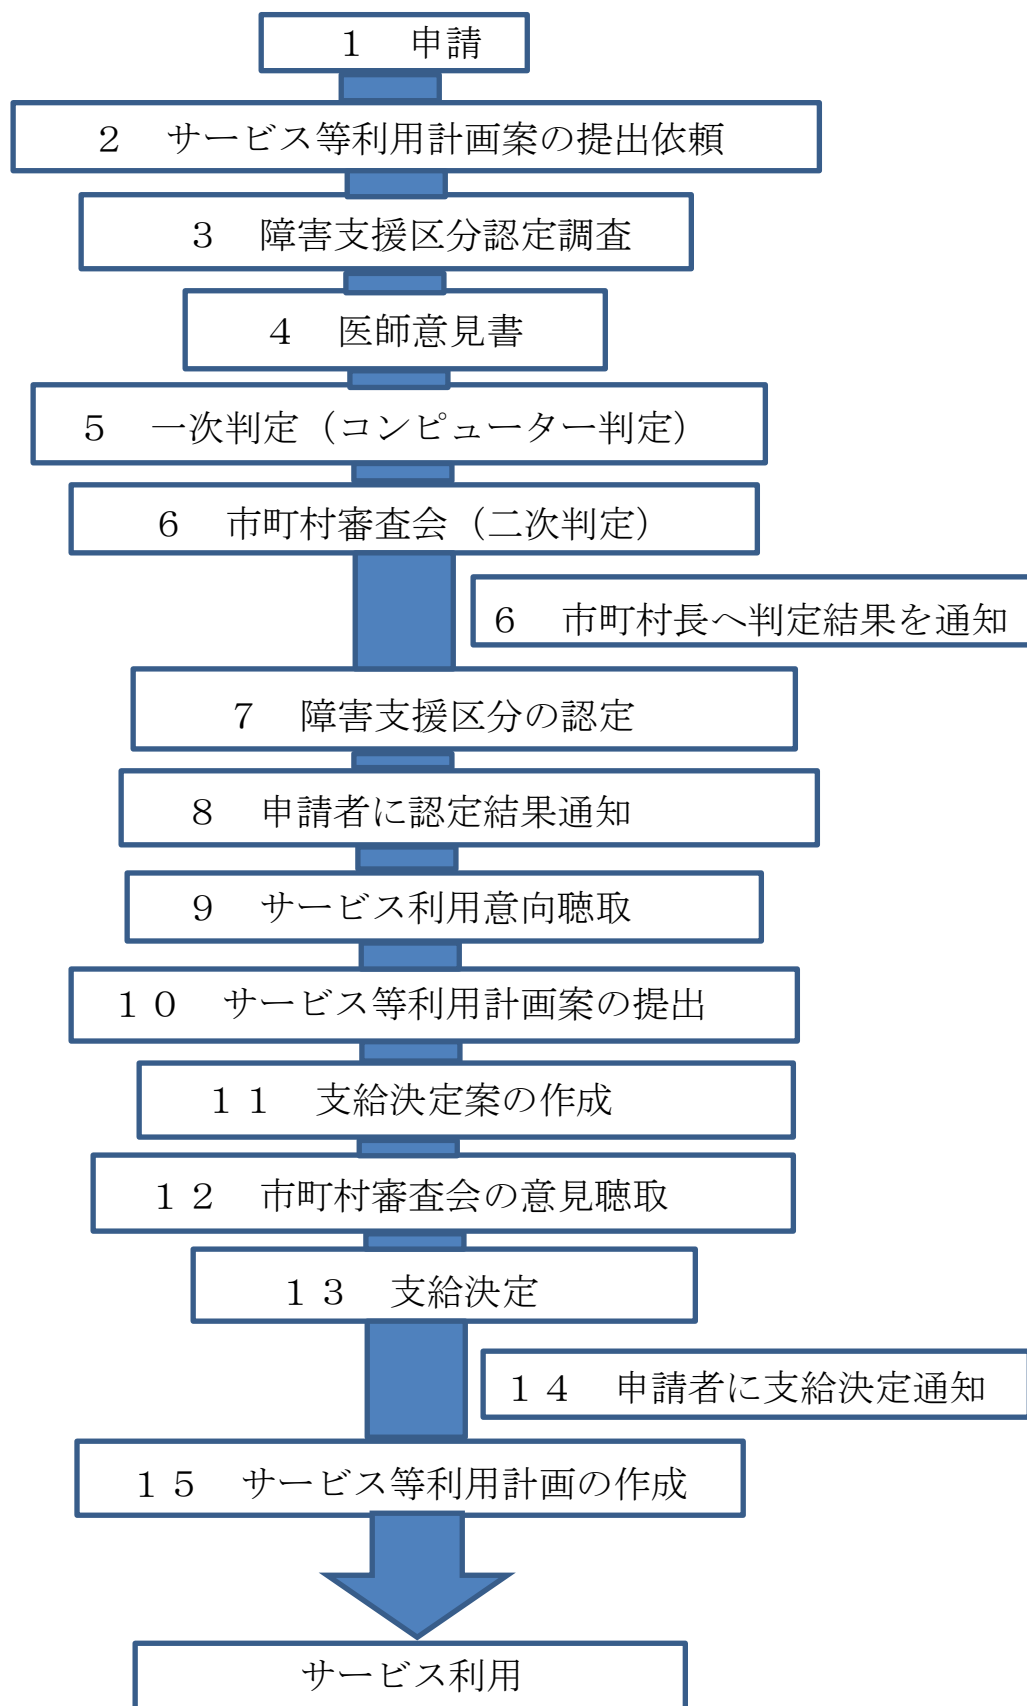 １　申請
２　サービス等利用計画案の提出依頼
３　障害支援区分認定調査
４　医師意見書
５　一次判定（コンピューター判定）
６　市町村審査会（二次判定）
６　市町村長へ判定結果を通知
７　障害支援区分の認定
８　申請者に認定結果通知
９　サービス利用意向聴取
１０　サービス等利用計画案の提出
１１　支給決定案の作成
１２　市町村審査会の意見聴取
１３　支給決定
１４　申請者に支給決定通知
１５　サービス等利用計画の作成
サービス利用